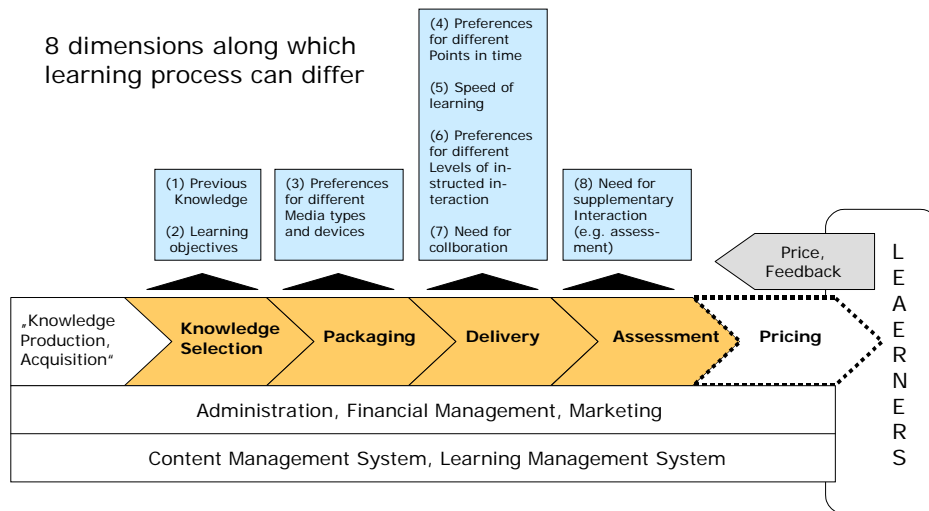 8 dimensions along which
learning process can differ
(1) Previous
Knowledge
(2) Learning
objectives
(3) Preferences
for different
Media types
and devices
(4) Preferences
for different
Points in time
(5) Speed of
learning
(6) Preferences
for different
Levels of in-
structed in-
teraction
(7) Need for
collboration
(8) Need for
supplementary
Interaction
(e.g. assess-
ment)
Price,
Feedback
„Knowledge
Production,
Acquisition“
Knowledge
Selection
Packaging
Delivery
Assessment
Pricing
Administration, Financial Management, Marketing
Content Management System, Learning Management System
L
E
A
E
R
N
E
R
S